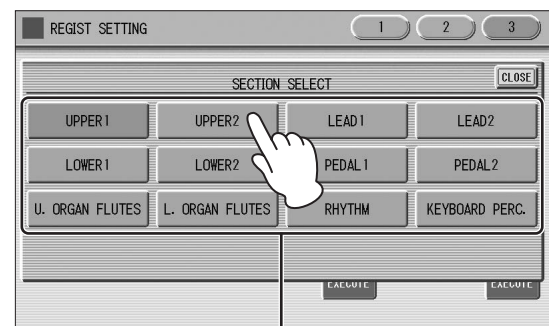 REGIST SETTING 1 2 3
SECTION SELECT CLOSE
UPPER1 UPPER2 LEAD1 LEAD2
LOWER1 LOWER2 PEDAL1 PEDAL2
U. ORGAN FLUTES L. ORGAN FLUTES RHYTHM KEYBOARD PERC.
EXECUTE EXECUTE